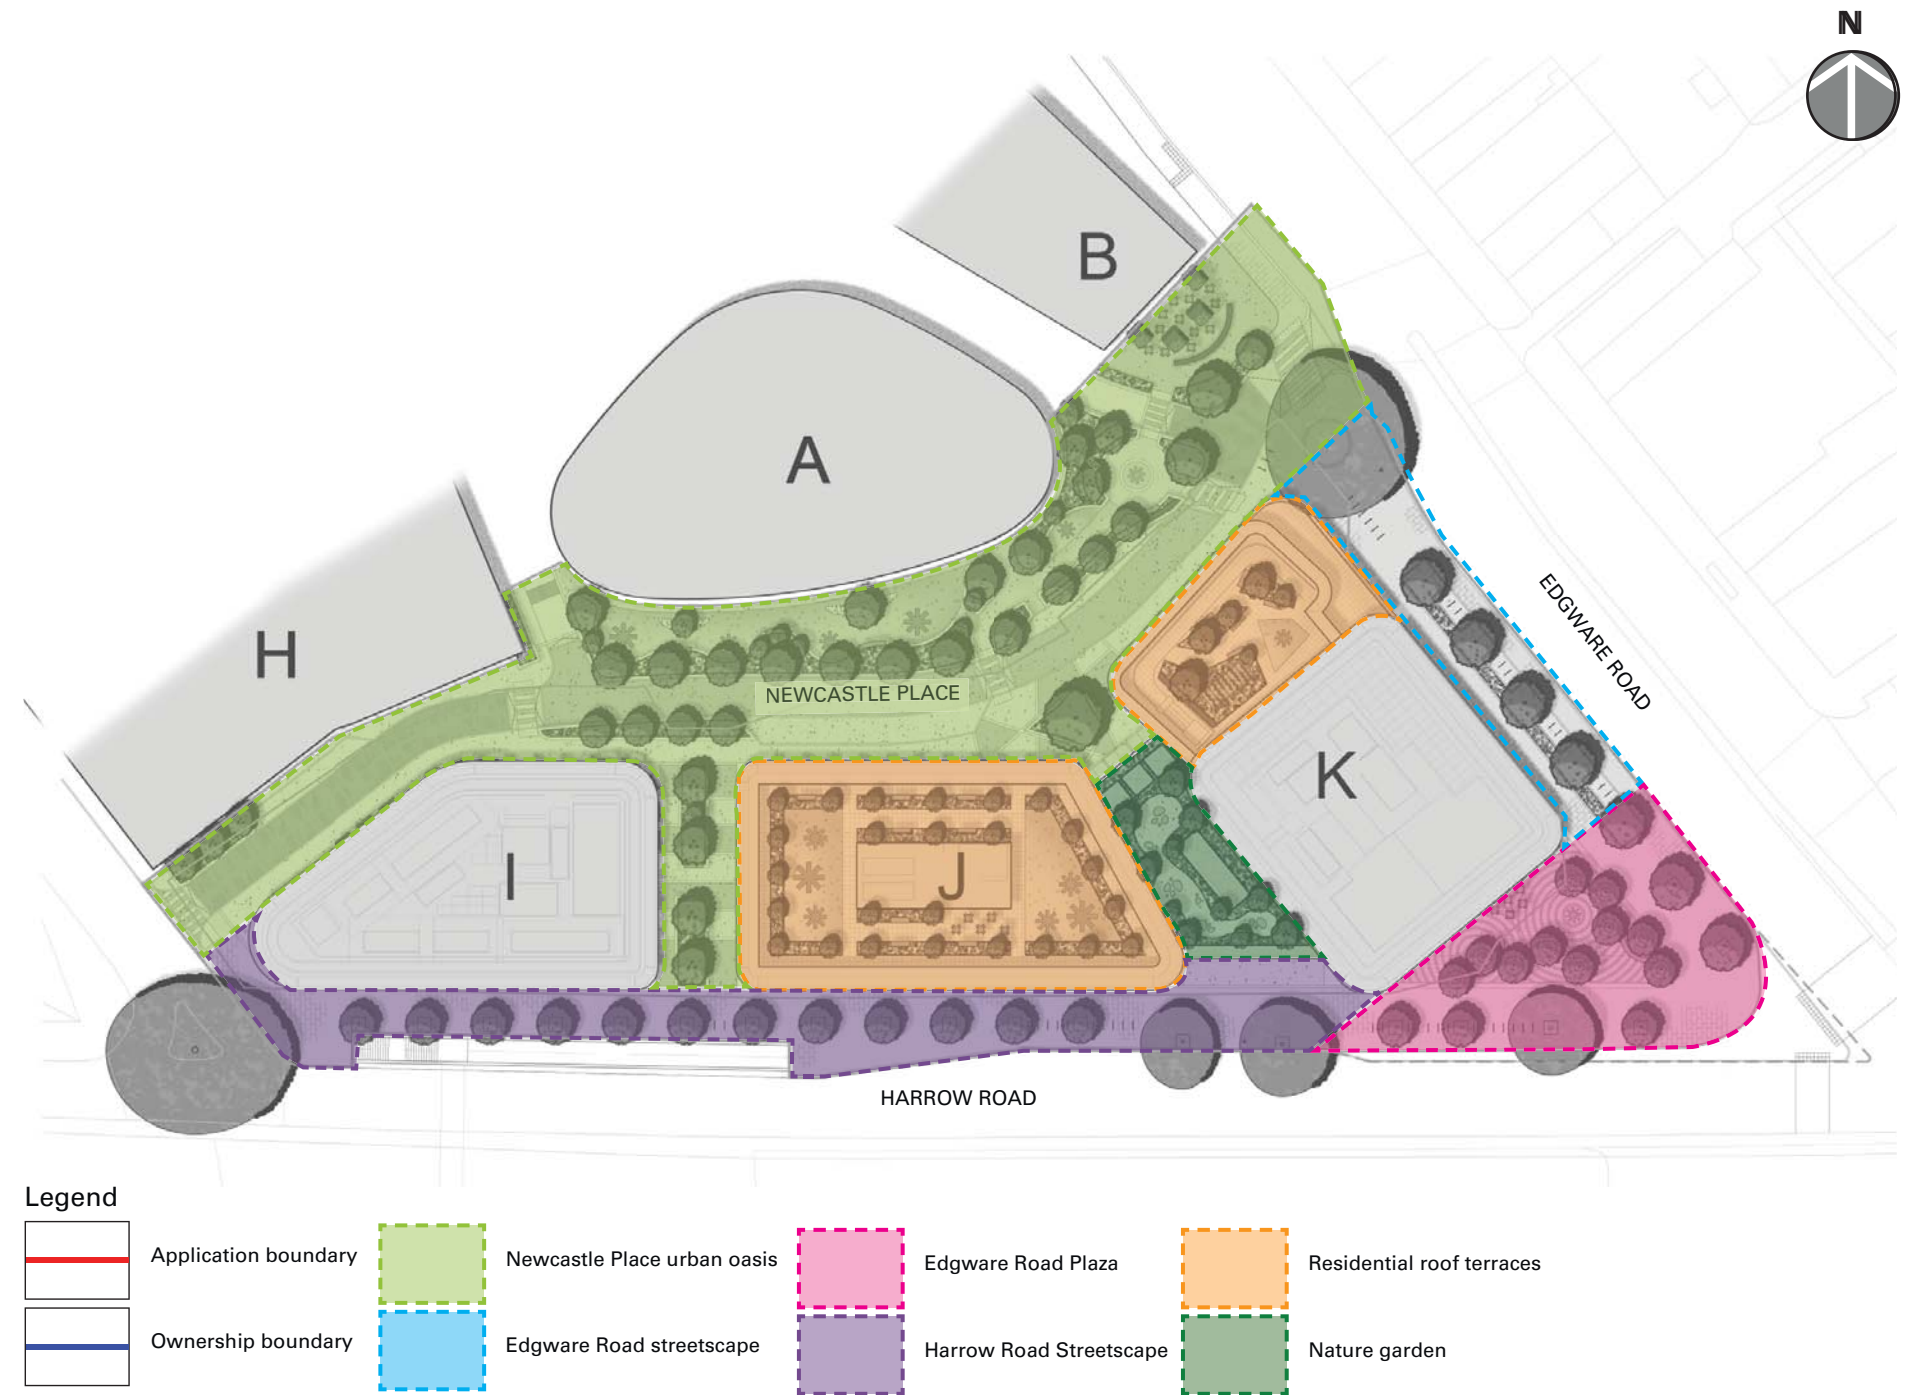 N
B
A
H
EDGWARE ROAD
NEWCASTLE PLACE
K
I
J
HARROW ROAD
Legend
Application boundary
Newcastle Place urban oasis
Edgware Road Plaza
Residential roof terraces
Ownership boundary
Edgware Road streetscape
Harrow Road Streetscape
Nature garden